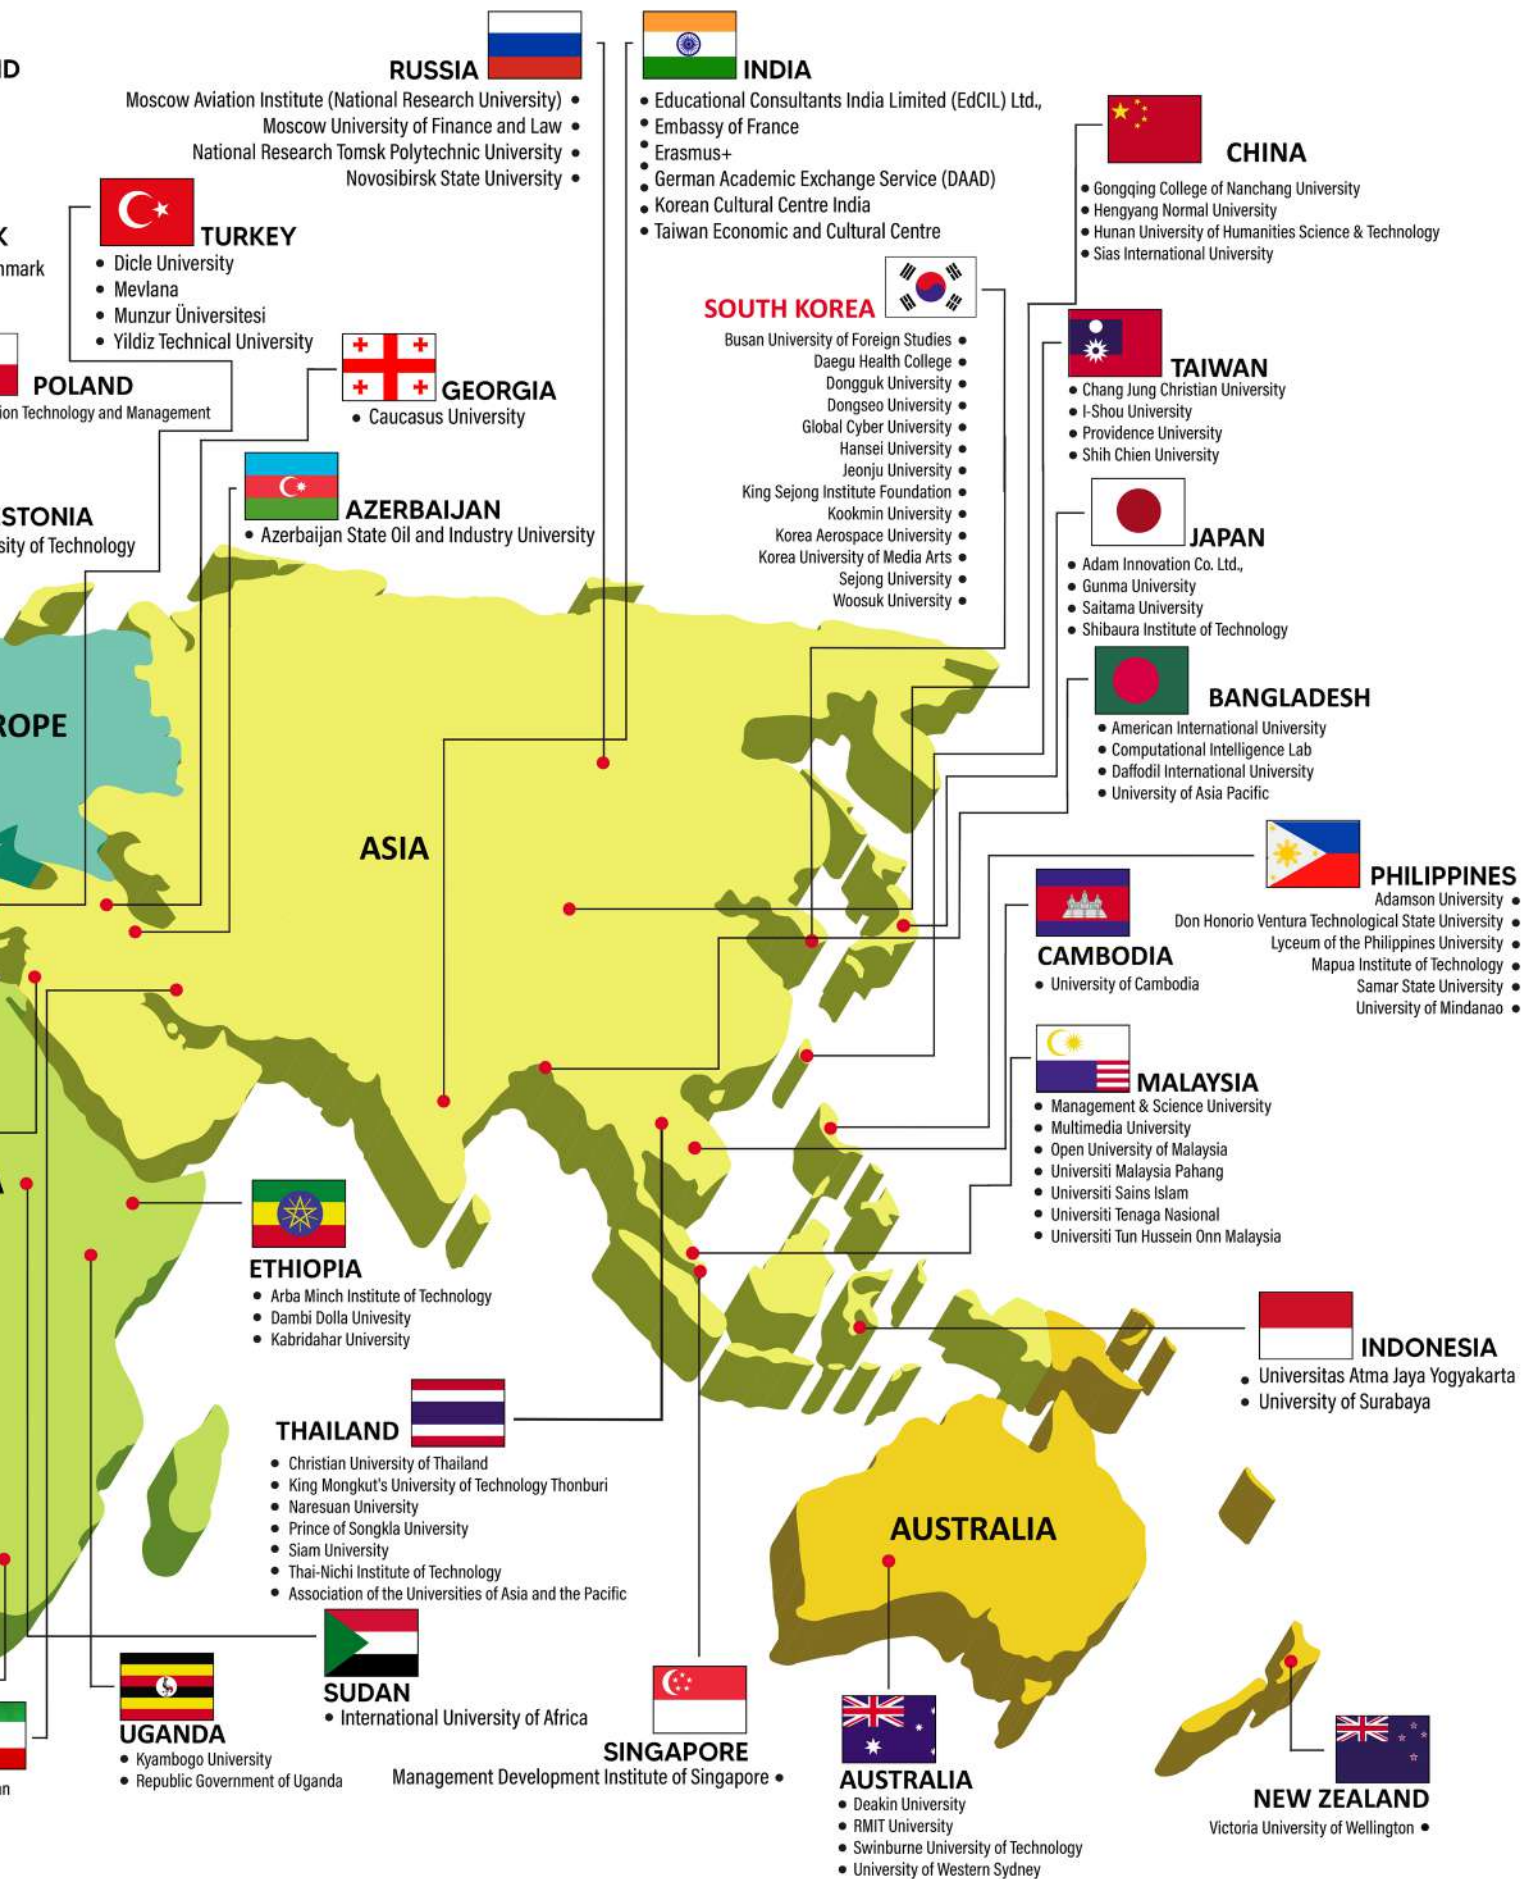 RUSSIA
Moscow Aviation Institute (National Research University) •
Moscow University of Finance and Law •
National Research Tomsk Polytechnic University •
Novosibirsk State University •
INDIA
• Educational Consultants India Limited (EdCIL) Ltd.,
• Embassy of France
• Erasmus+
• German Academic Exchange Service (DAAD)
• Korean Cultural Centre India
• Taiwan Economic and Cultural Centre
CHINA
• Gongqing College of Nanchang University
• Hengyang Normal University
• Hunan University of Humanities Science & Technology
• Sias International University
TURKEY
• Dicle University
• Mevlana
• Munzur Üniversitesi
• Yildiz Technical University
nmark
SOUTH KOREA
Busan University of Foreign Studies •
Daegu Health College •
Dongguk University •
Dongseo University •
Global Cyber University •
Hansei University •
Jeonju University •
King Sejong Institute Foundation •
Kookmin University •
Korea Aerospace University •
Korea University of Media Arts •
Sejong University •
Woosuk University •
TAIWAN
• Chang Jung Christian University
• I-Shou University
• Providence University
• Shih Chien University
POLAND
ion Technology and Management
GEORGIA
• Caucasus University
AZERBAIJAN
• Azerbaijan State Oil and Industry University
STONIA
sity of Technology
JAPAN
• Adam Innovation Co. Ltd.,
• Gunma University
• Saitama University
• Shibaura Institute of Technology
BANGLADESH
• American International University
• Computational Intelligence Lab
• Daffodil International University
• University of Asia Pacific
ROPE
ASIA
PHILIPPINES
Adamson University •
Don Honorio Ventura Technological State University •
Lyceum of the Philippines University •
Mapua Institute of Technology •
Samar State University •
University of Mindanao •
CAMBODIA
• University of Cambodia
MALAYSIA
• Management & Science University
• Multimedia University
• Open University of Malaysia
• Universiti Malaysia Pahang
• Universiti Sains Islam
• Universiti Tenaga Nasional
• Universiti Tun Hussein Onn Malaysia
ETHIOPIA
• Arba Minch Institute of Technology
• Dambi Dolla Univesity
• Kabridahar University
INDONESIA
• Universitas Atma Jaya Yogyakarta
• University of Surabaya
THAILAND
• Christian University of Thailand
• King Mongkut's University of Technology Thonburi
• Naresuan University
• Prince of Songkla University
• Siam University
• Thai-Nichi Institute of Technology
• Association of the Universities of Asia and the Pacific
AUSTRALIA
SUDAN
• International University of Africa
UGANDA
• Kyambogo University
• Republic Government of Uganda
SINGAPORE
Management Development Institute of Singapore •
AUSTRALIA
• Deakin University
• RMIT University
• Swinburne University of Technology
• University of Western Sydney
NEW ZEALAND
Victoria University of Wellington •